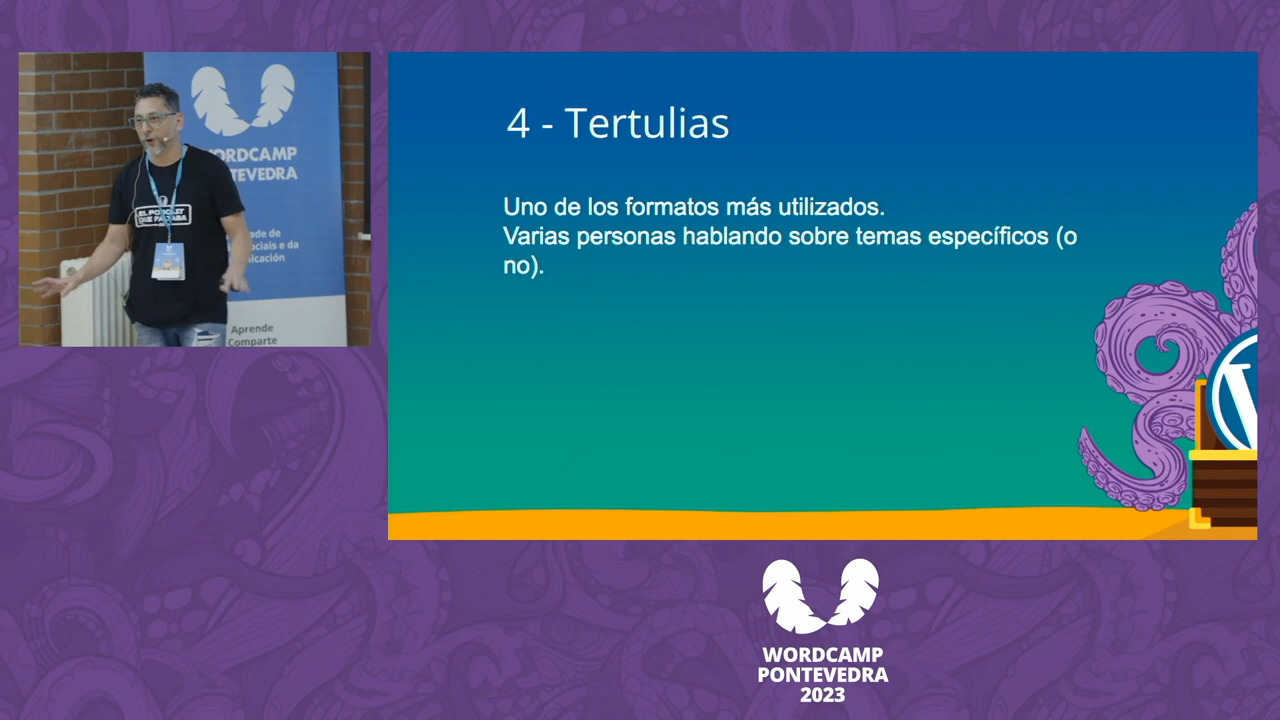 WORDCAMP
PONTEVEDRA
2023
4 - Tertulias
Uno de los formatos más utilizados.
Varias personas hablando sobre temas específicos (o
no).
WORDCAMP
Aprende
Comparte